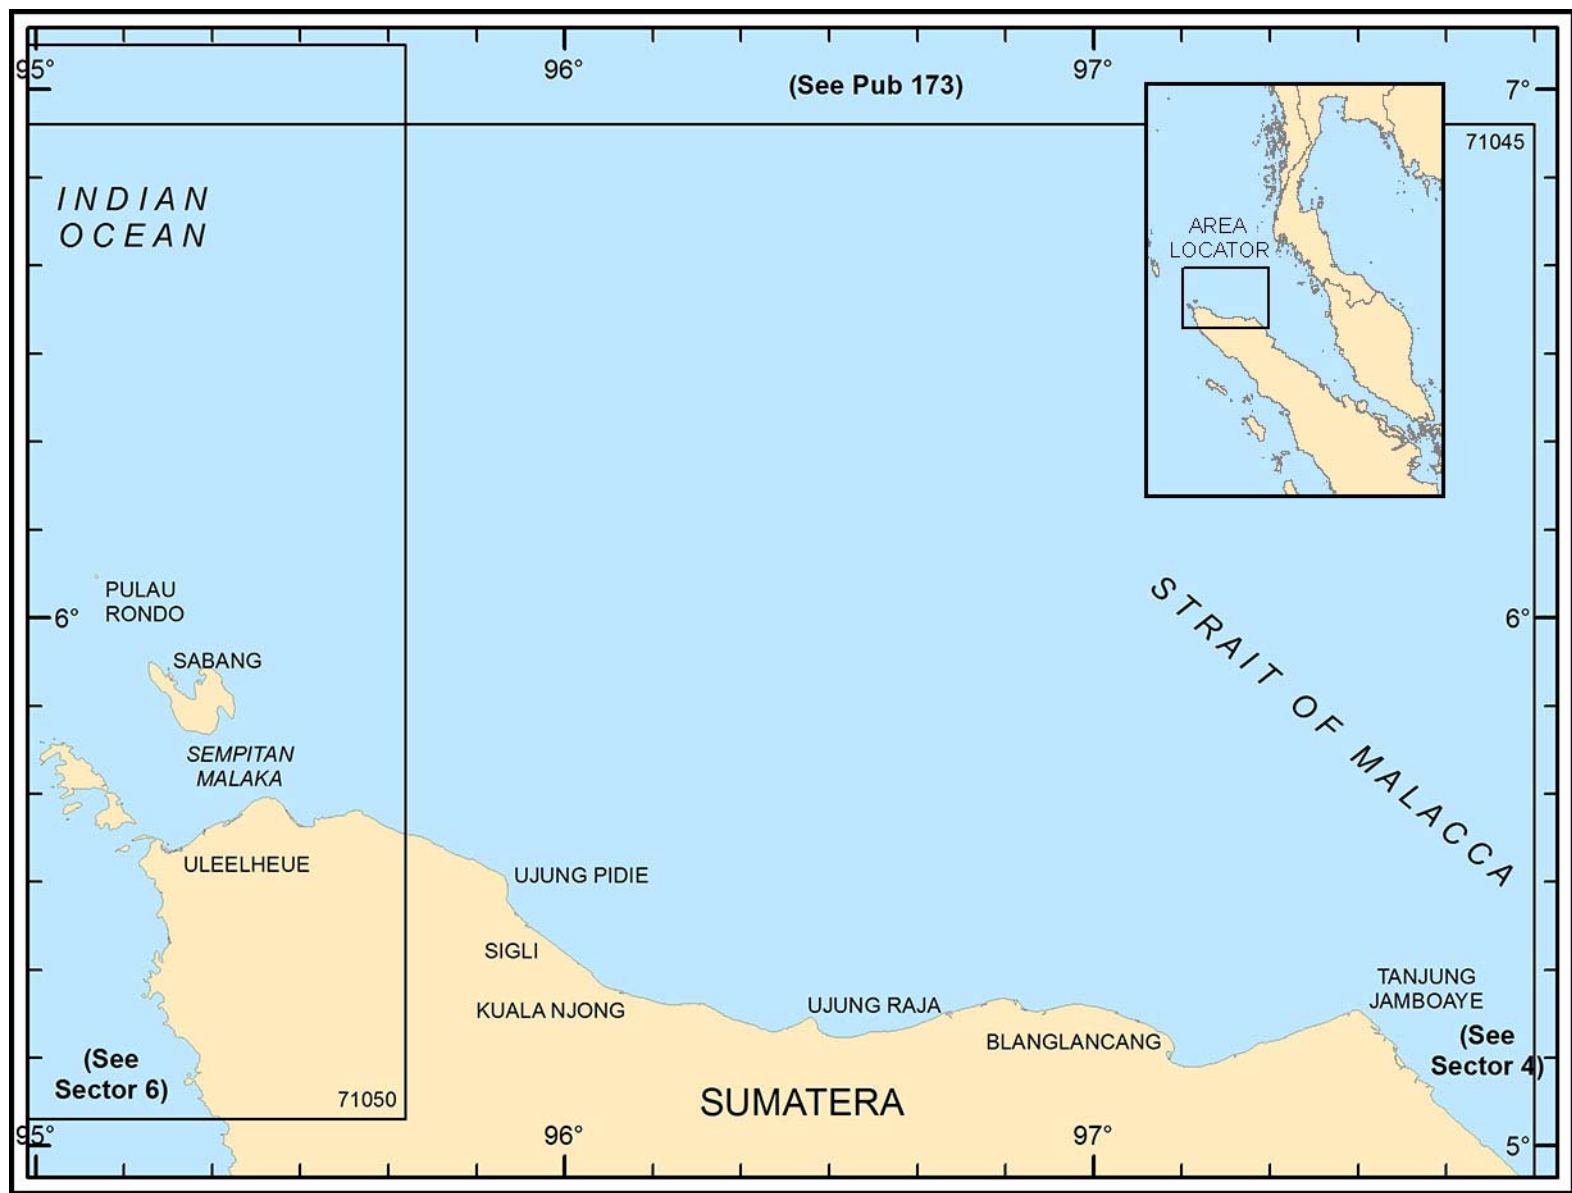 95°
96°
97°
(See Pub 173)
7°
71045
INDIAN
OCEAN
AREA
LOCATOR
PULAU
RONDO
6°
6°
SABANG
STRAIT OF MALACCA
SEMPITAN
MALAKA
ULEELHEUE
UJUNG PIDIE
SIGLI
KUALA NJONG
UJUNG RAJA
TANJUNG
JAMBOAYE
BLANGLANCANG
(See
Sector 4)
(See
Sector 6)
71050
SUMATERA
95°
96°
97°
5°